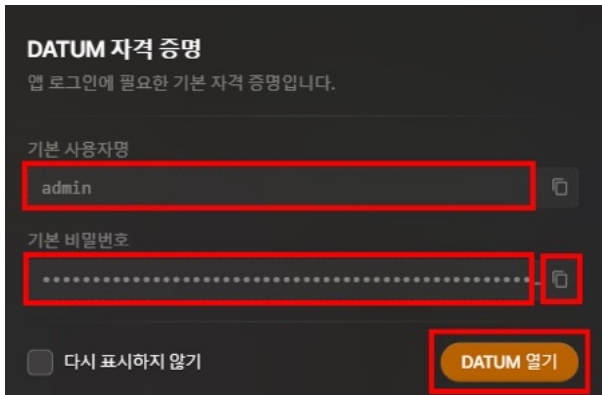 DATUM 자격 증명
앱 로그인에 필요한 기본 자격 증명입니다.
기본 사용자명
admin
기본 비밀번호
다시 표시하지 않기
DATUM 열기